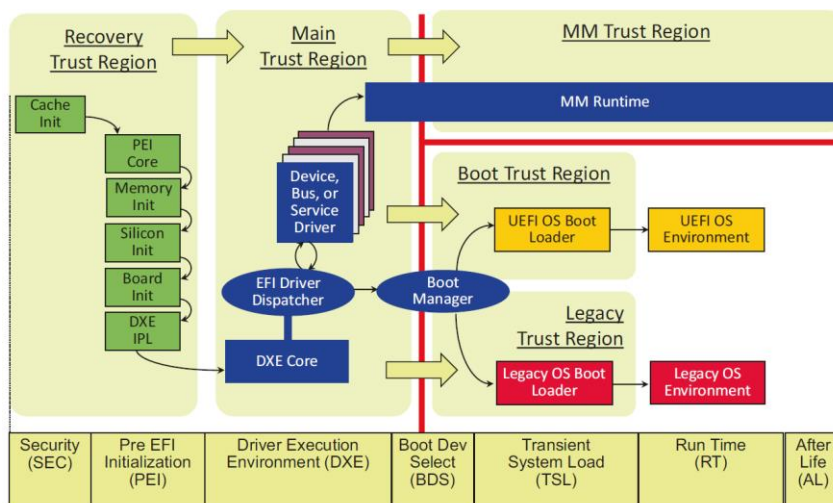 Recovery
Trust Region
Main
Trust Region
MM Trust Region
Cache
Init
PEI
Core
Memory
Init
Silicon
Init
Board
Init
DXE
IPL
Device,
Bus, or
Service
Driver
EFI Driver
Dispatcher
DXE Core
MM Runtime
Boot Trust Region
UEFI OS Boot
Loader
UEFI OS
Environment
Boot
Manager
Legacy
Trust Region
Legacy OS Boot
Loader
Legacy OS
Environment
Security
(SEC)
Pre EFI
Initialization
(PEI)
Driver Execution
Environment (DXE)
Boot Dev
Select
(BDS)
Transient
System Load
(TSL)
Run Time
(RT)
After
Life
(AL)